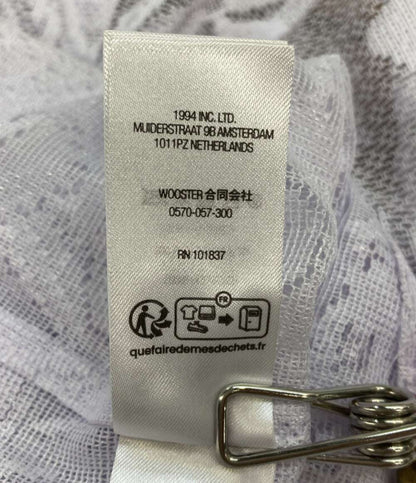 1994 INC. LTD.
MUIDERSTRAAT 9B AMSTERDAM
1011PZ NETHERLANDS
WOOSTER 合同会社
0570-057-300
RN 101837
FR
quefairedemesdechets.fr